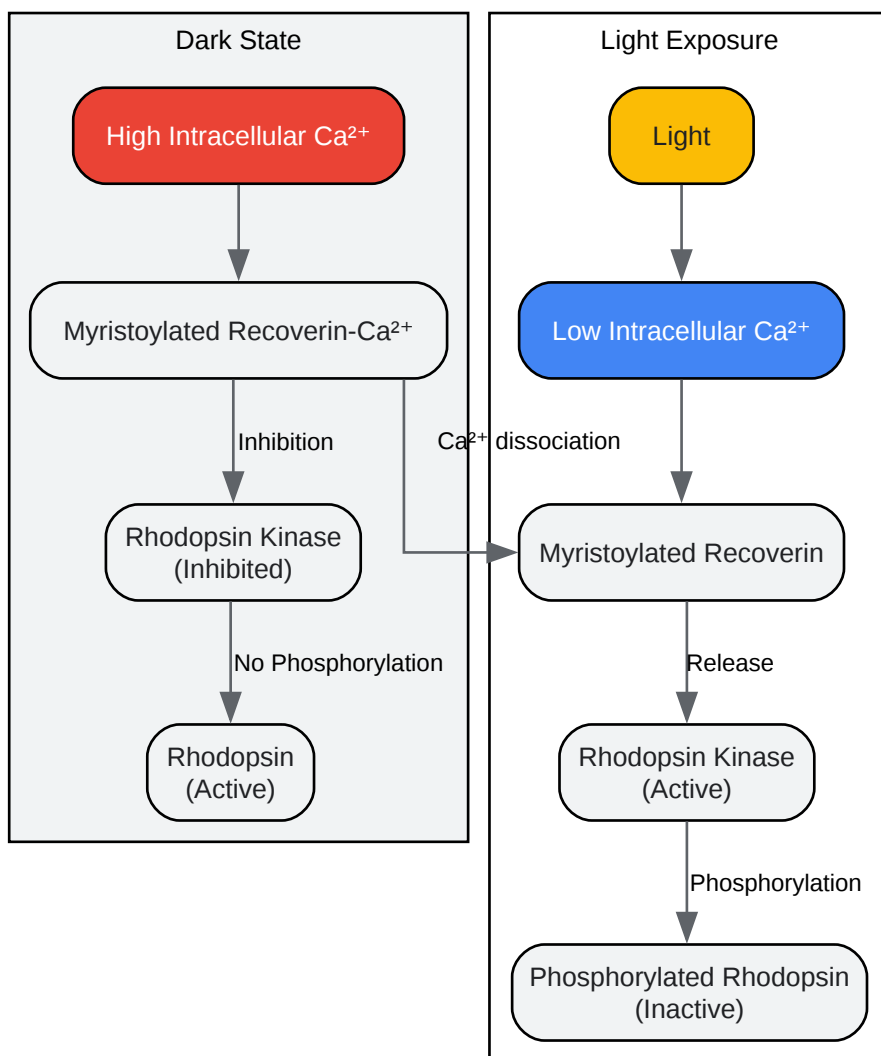 Dark State
High Intracellular Ca²⁺
Myristoylated Recoverin-Ca²⁺
Inhibition
Rhodopsin Kinase
(Inhibited)
No Phosphorylation
Rhodopsin
(Active)
Ca²⁺ dissociation
Light Exposure
Light
Low Intracellular Ca²⁺
Myristoylated Recoverin
Release
Rhodopsin Kinase
(Active)
Phosphorylation
Phosphorylated Rhodopsin
(Inactive)